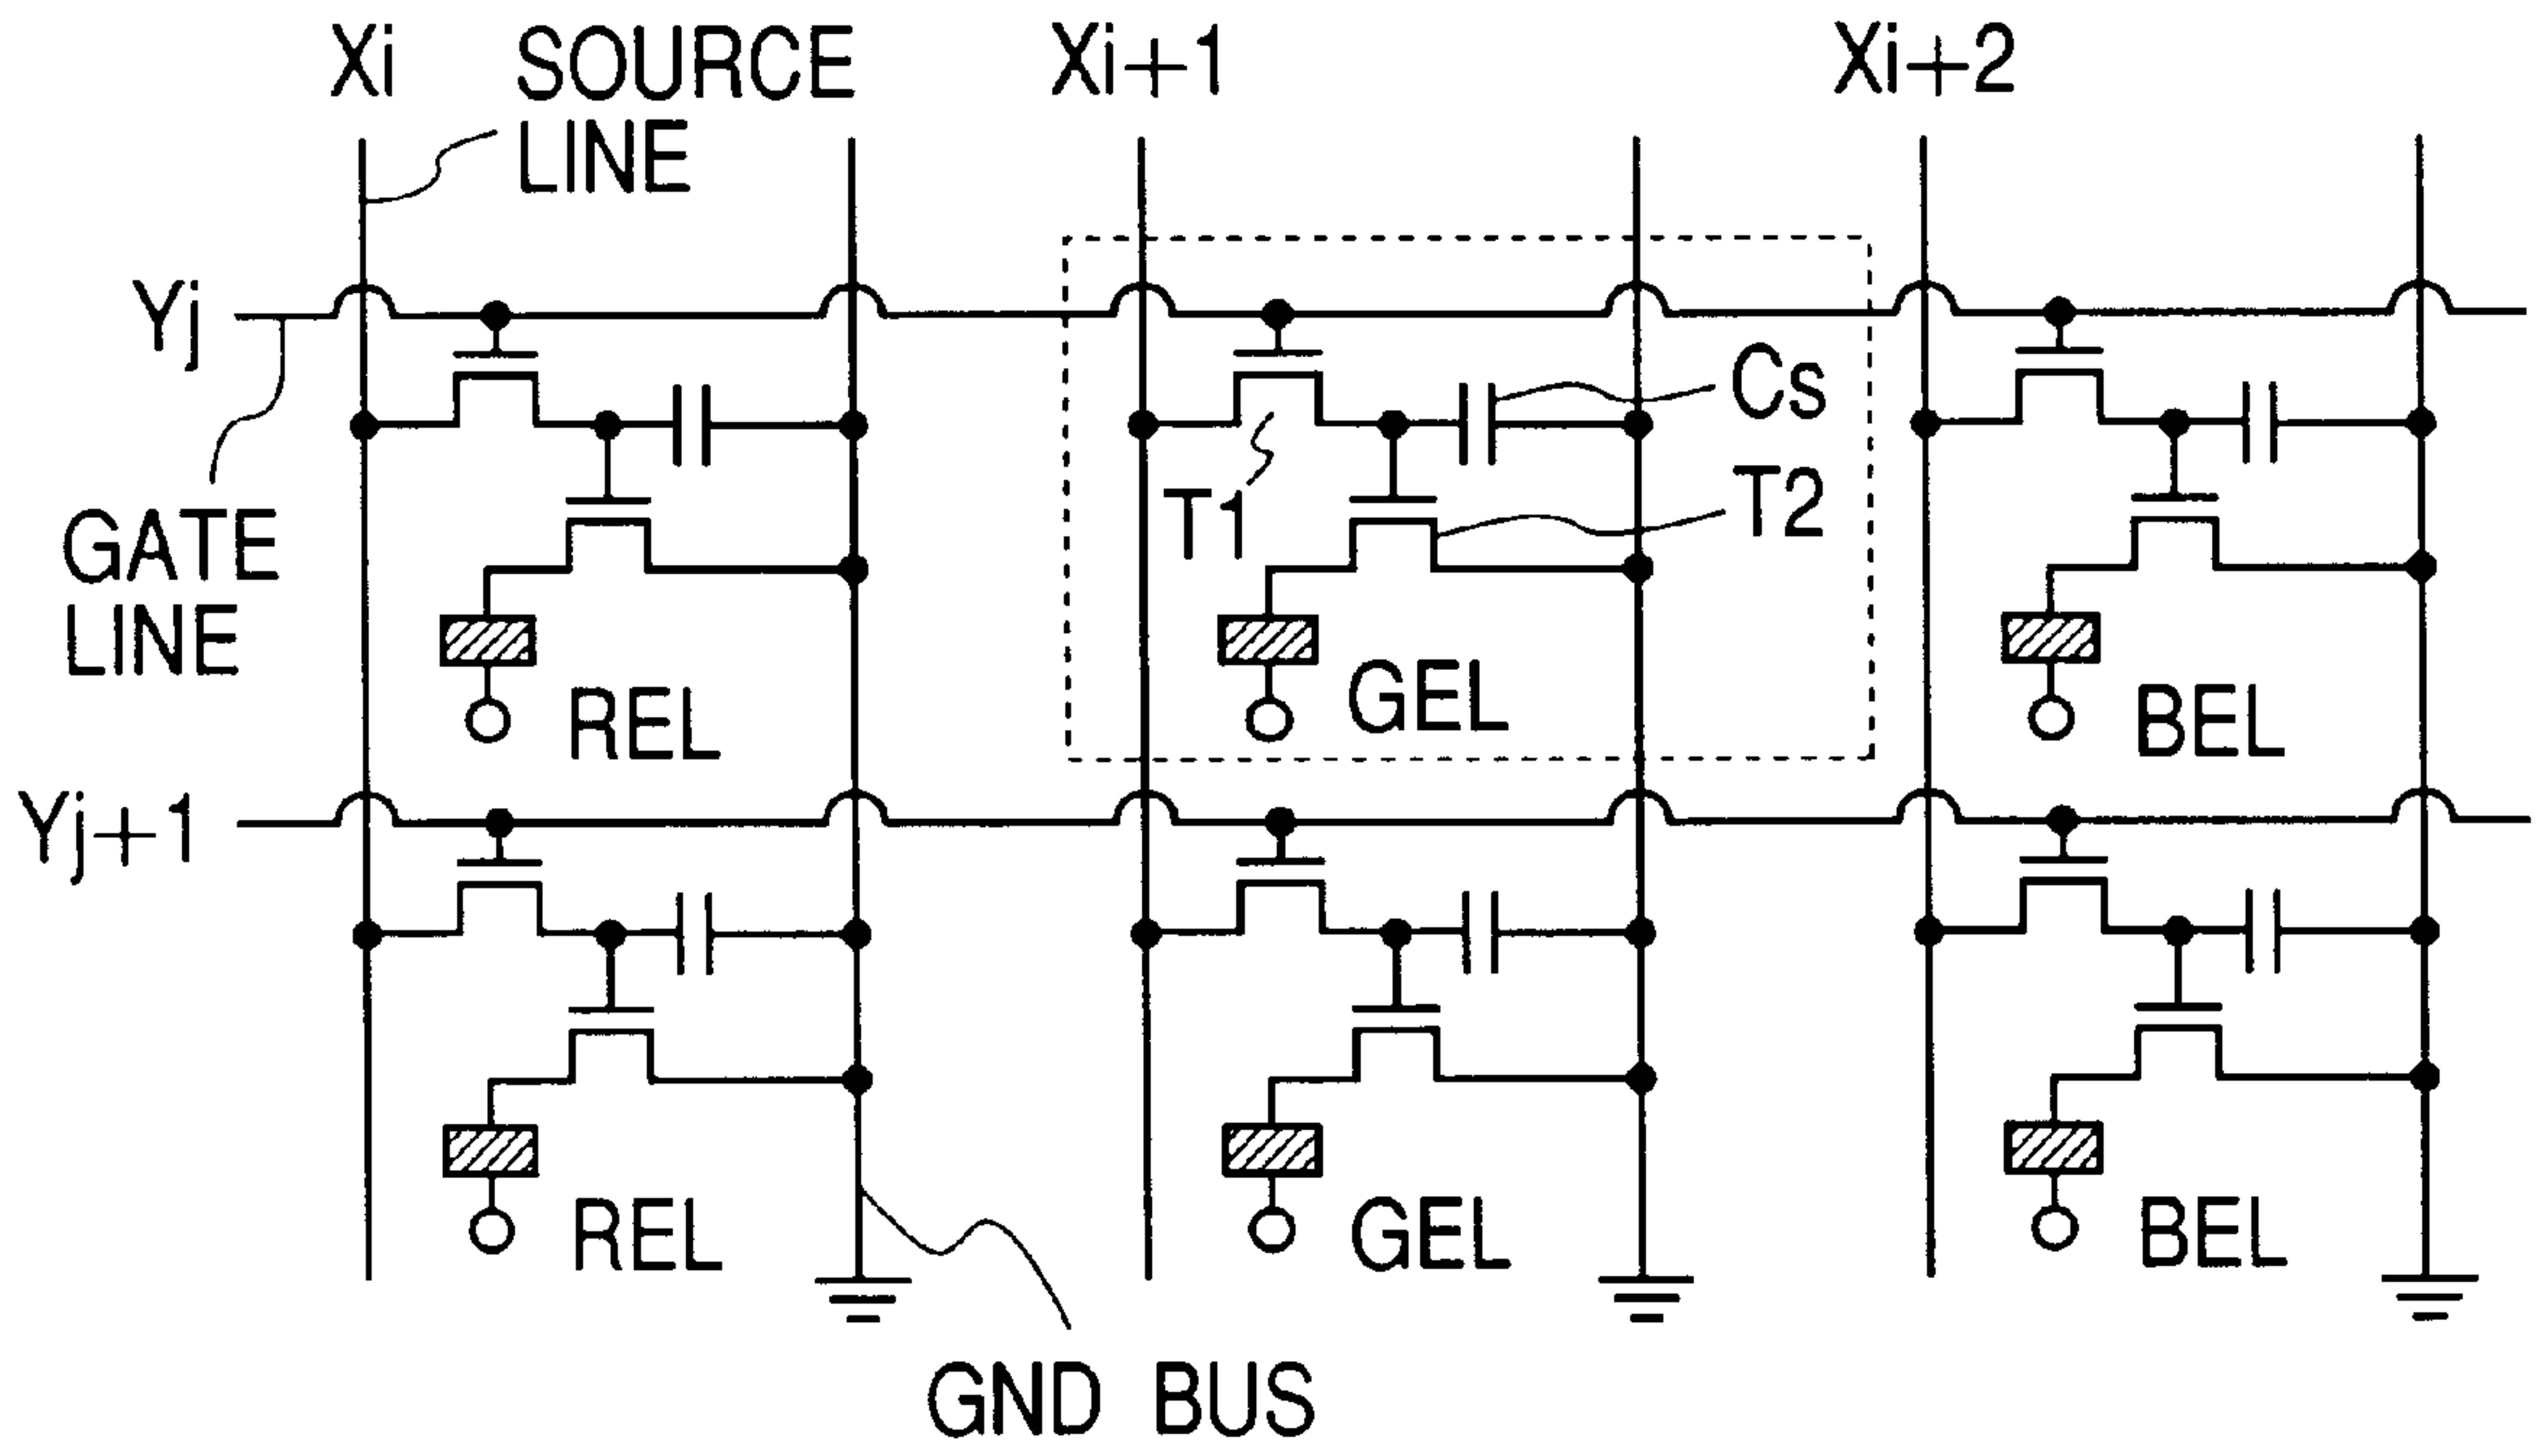 Xi
SOURCE
LINE
Xi+1
Xi+2
Yj
GATE
LINE
Cs
T1
T2
REL
GEL
BEL
Yj+1
REL
GEL
BEL
GND BUS